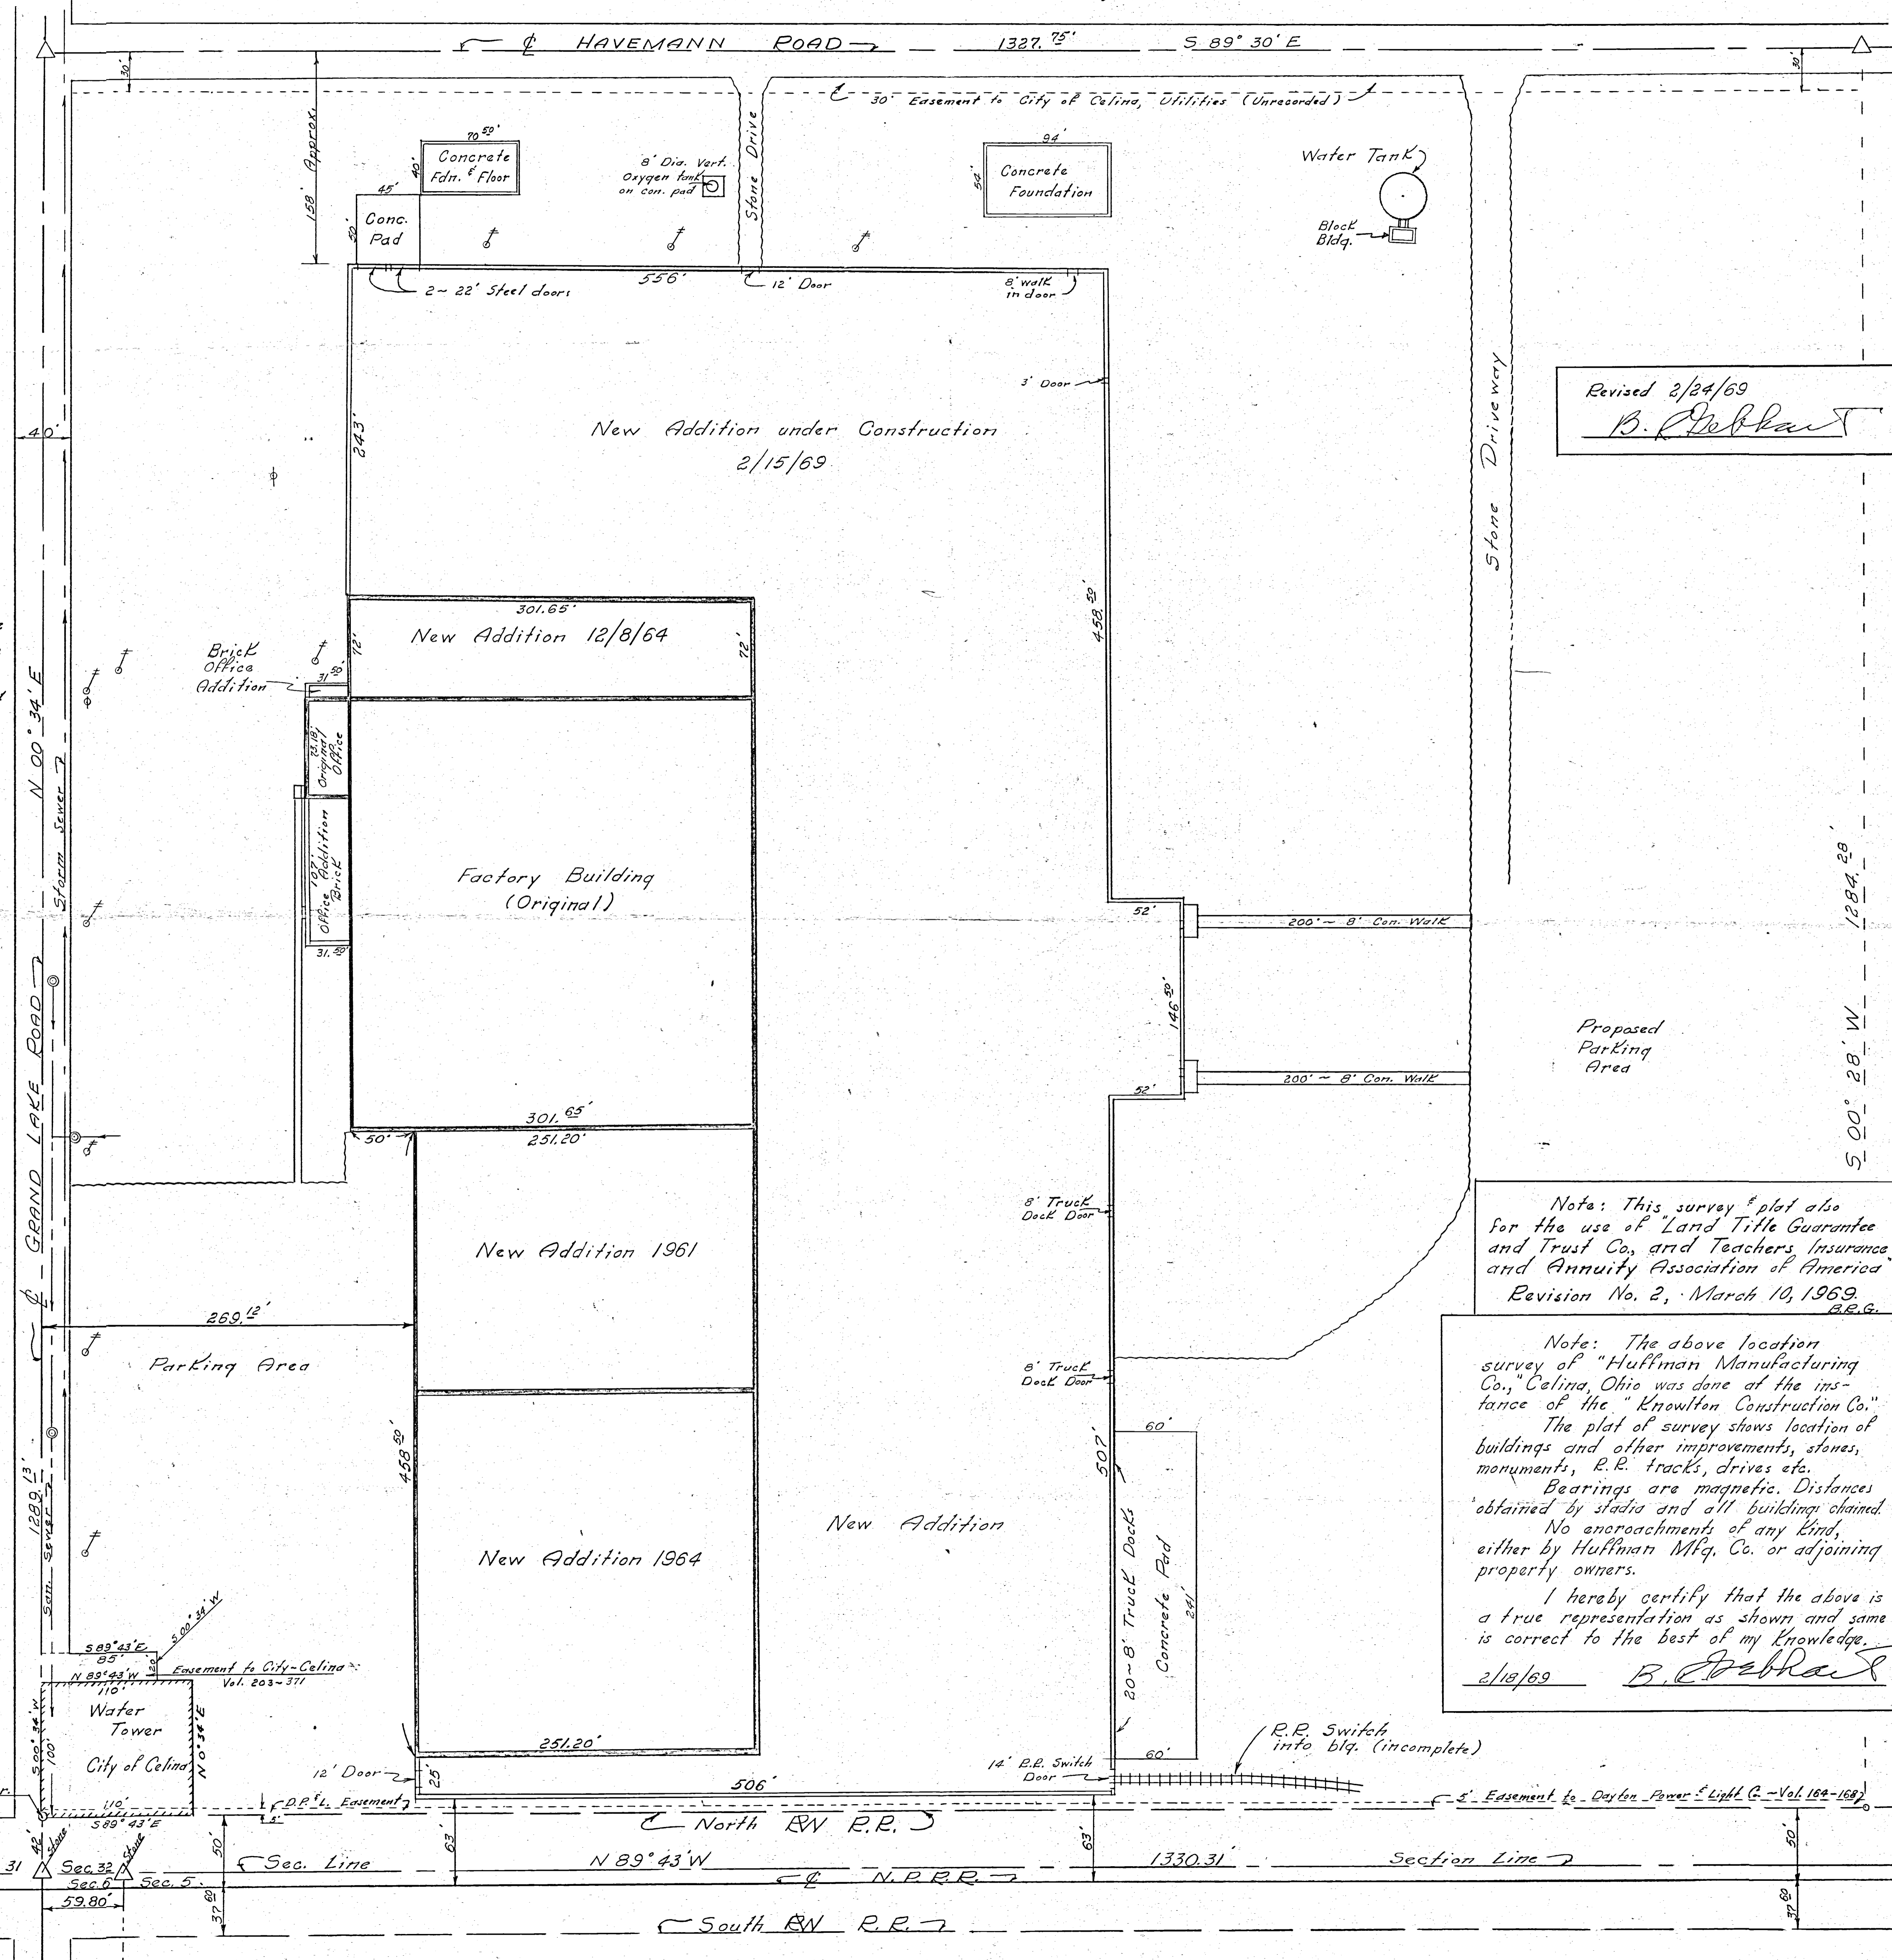 ℄ HAVEMANN ROAD 1327.75' S 89° 30' E
30'
30'
30' Easement to City of Celina, Utilities (Unrecorded)
158' Approx.
70 50'
40'
Concrete
Fdn. & Floor
45'
50'
Conc.
Pad
8' Dia. Vert.
Oxygen tank
on con. pad
Stone Drive
94'
54'
Concrete
Foundation
Water Tank
Block
Bldg.
2~22' Steel doors
556'
12' Door
8' walk
in door
3' Door
243'
New Addition under Construction
2/15/69
Stone Driveway
Revised 2/24/69
B. R. Gebhart
40'
458.50'
301.65'
New Addition 12/8/64
72'
72'
Brick
Office
Addition
31 50'
73.18'
Original
Office
107'
Office Addition
Brick
31.50'
N 00° 34' E
Storm Sewer
Factory Building
(Original)
52'
200' ~ 8' Con. Walk
146 50'
200' ~ 8' Con. Walk
52'
Proposed
Parking
Area
S 00° 28' W 1284.28'
℄ GRAND LAKE ROAD
301.65'
50'
251.20'
New Addition 1961
8' Truck
Dock Door
269.12'
Parking Area
8' Truck
Dock Door
Note: This survey & plat also
for the use of "Land Title Guarantee
and Trust Co., and Teachers Insurance
and Annuity Association of America"
Revision No. 2, March 10, 1969.
B.R.G.
Note: The above location
survey of "Huffman Manufacturing
Co.," Celina, Ohio was done at the ins-
tance of the "Knowlton Construction Co."
The plat of survey shows location of
buildings and other improvements, stones,
monuments, R.R. tracks, drives etc.
Bearings are magnetic. Distances
obtained by stadia and all buildings chained.
No encroachments of any kind,
either by Huffman Mfg. Co. or adjoining
property owners.
I hereby certify that the above is
a true representation as shown and same
is correct to the best of my knowledge.
2/18/69 B. R. Gebhart
458 50'
507'
60'
20~8' Truck Docks
Concrete Pad
241'
60'
New Addition
New Addition 1964
251.20'
1289.13'
San. Sewer
S 89° 43' E
85'
20'
S 00° 34' W
N 89° 43' W
110'
Easement to City-Celina
Vol. 203~371
Water
Tower
City of Celina
S 00° 34' W
100'
N 0° 34' E
110'
S 89° 43' E
12' Door
25'
506'
14' R.R. Switch
Door
R.R. Switch
into blg. (incomplete)
D.P.&L. Easement
5'
5' Easement to Dayton Power & Light Co. ~Vol. 164-168
North R/W R.R.
42'
Stone
Stone
50'
63'
63'
50'
31
Sec. 32
Sec. Line
N 89° 43' W
1330.31'
Section Line
Sec. 6
Sec. 5
℄ N.P.R.R.
59.80'
37 60'
37 60'
South R/W R.R.